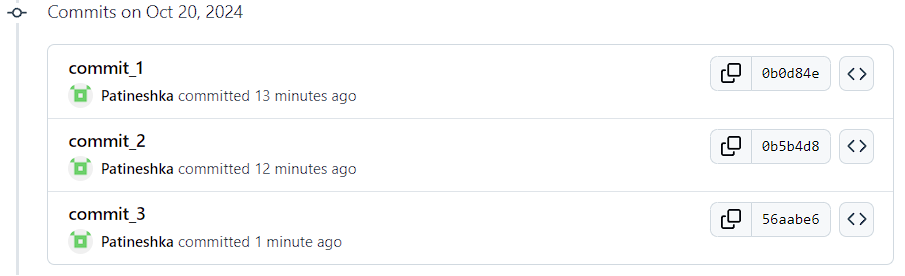 Commits on Oct 20, 2024
commit_1
0b0d84e
Patineshka committed 13 minutes ago
commit_2
0b5b4d8
Patineshka committed 12 minutes ago
commit_3
56aabe6
Patineshka committed 1 minute ago